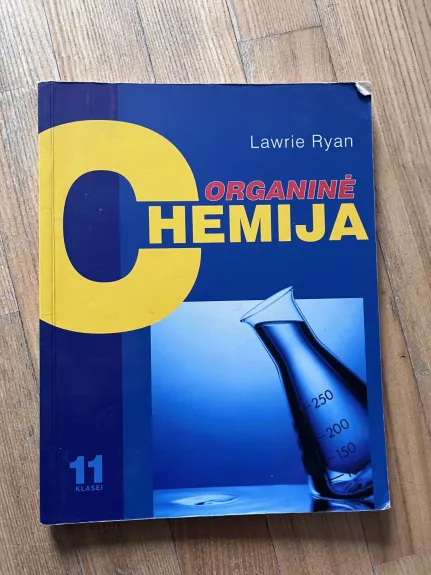 Lawrie Ryan
ORGANINĖ
CHEMIJA
250
200
150
11
KLASEI